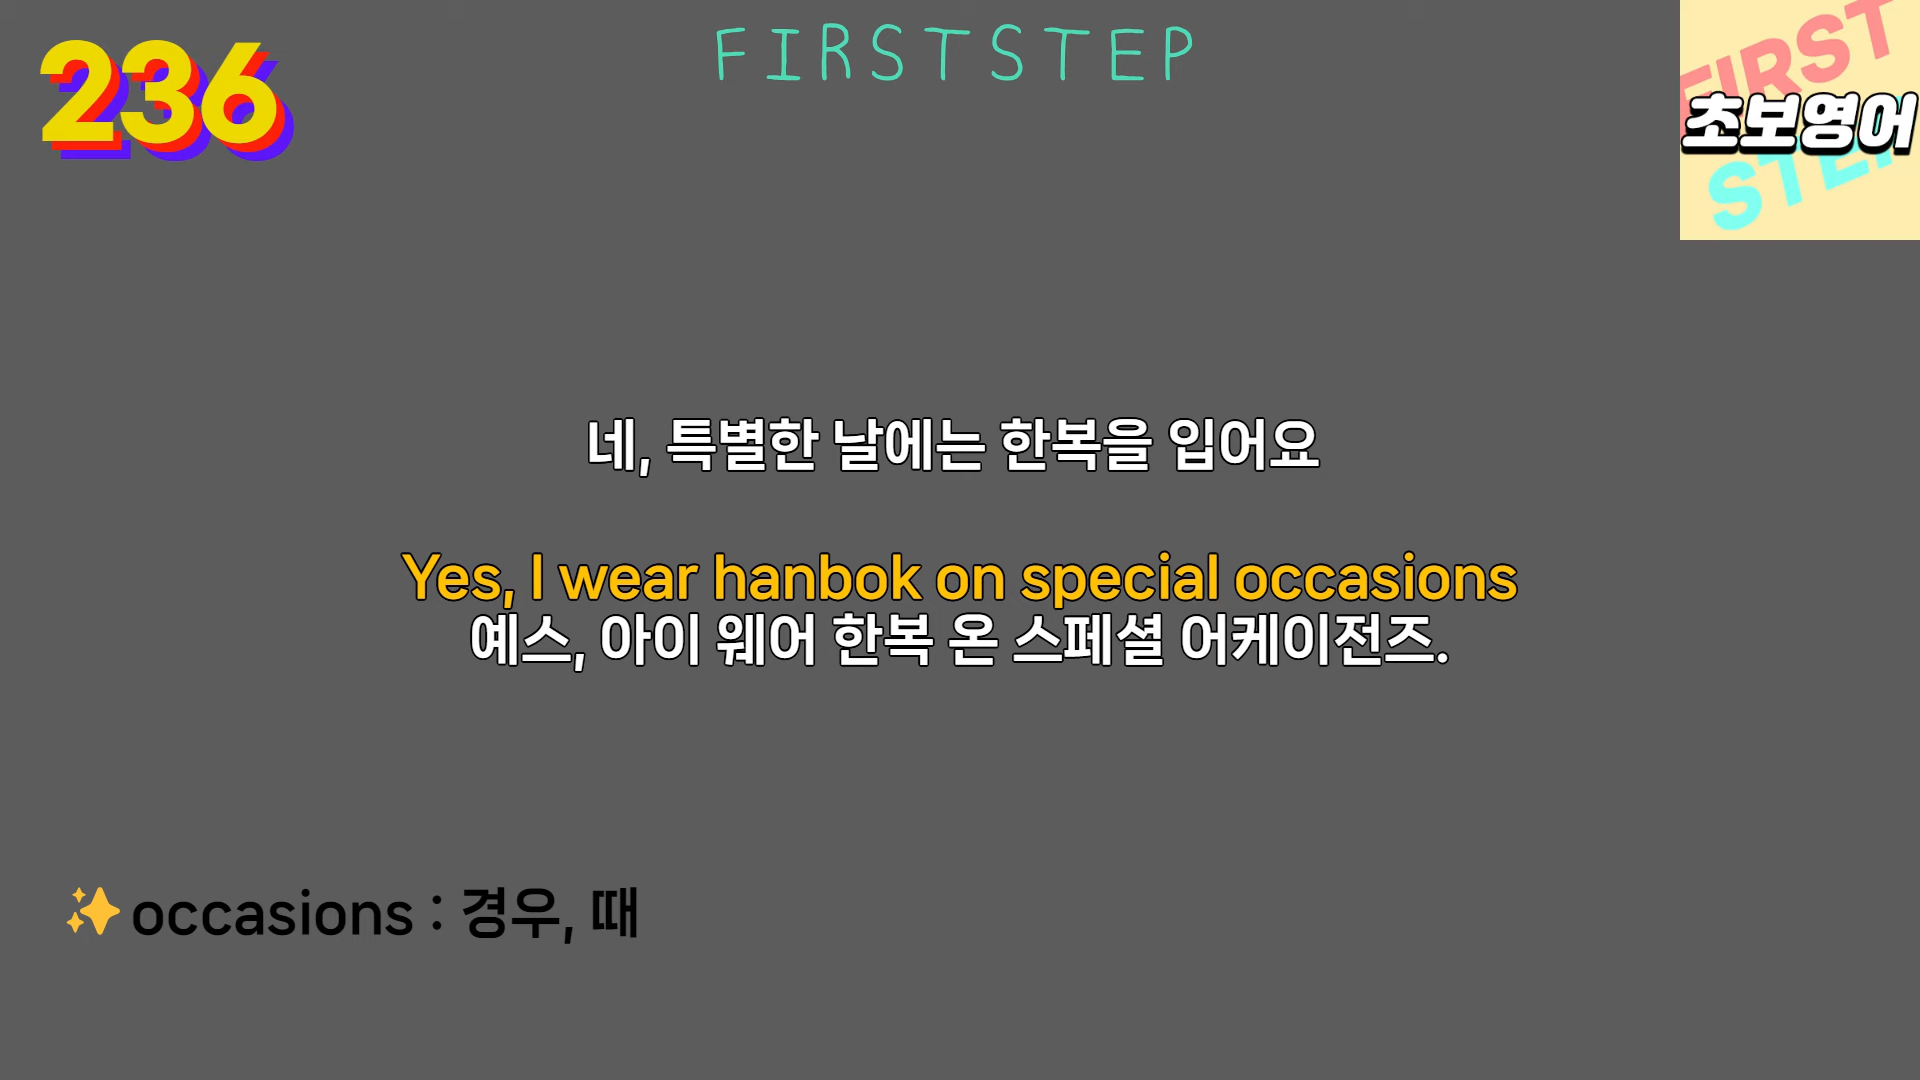 236
FIRST STEP
FIRST
초보영어
STEP
네, 특별한 날에는 한복을 입어요
Yes, I wear hanbok on special occasions
예스, 아이 웨어 한복 온 스페셜 어케이전즈.
✨occasions : 경우, 때